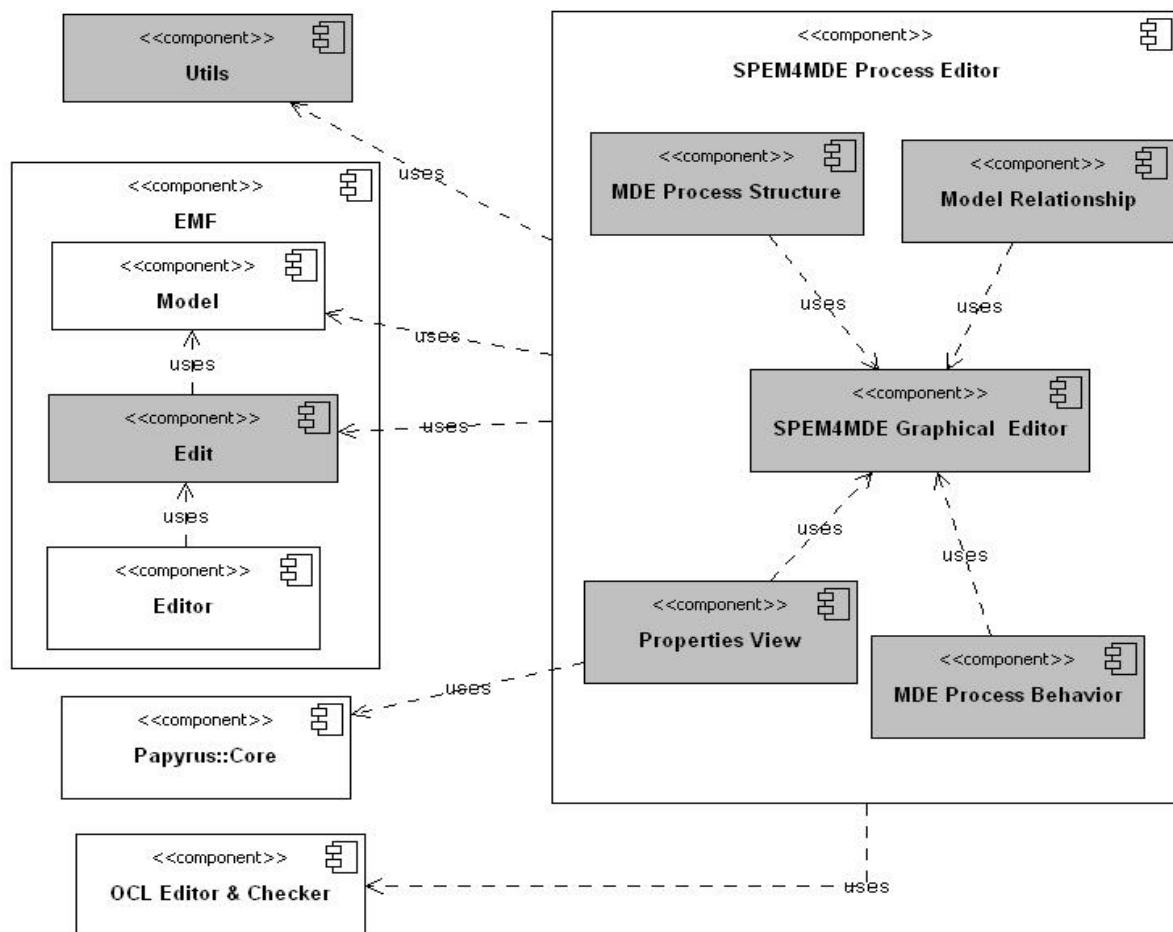 <<component>>
Utils
<<component>>
SPEM4MDE Process Editor
<<component>>
MDE Process Structure
<<component>>
Model Relationship
uses
<<component>>
EMF
<<component>>
Model
uses
uses
<<component>>
Edit
uses
uses
<<component>>
Editor
uses
uses
<<component>>
SPEM4MDE Graphical Editor
uses
uses
<<component>>
Properties View
<<component>>
MDE Process Behavior
uses
<<component>>
Papyrus::Core
<<component>>
OCL Editor & Checker
uses